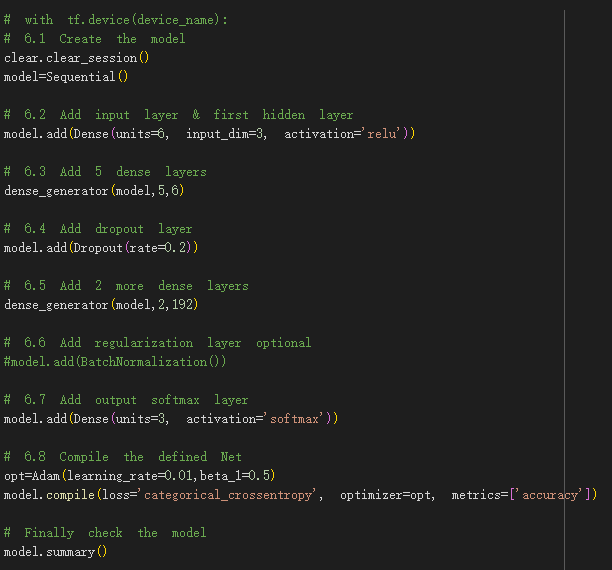 # with tf.device(device_name):
# 6.1 Create the model
clear.clear_session()
model=Sequential()
# 6.2 Add input layer & first hidden layer
model.add(Dense(units=6, input_dim=3, activation='relu'))
# 6.3 Add 5 dense layers
dense_generator(model,5,6)
# 6.4 Add dropout layer
model.add(Dropout(rate=0.2))
# 6.5 Add 2 more dense layers
dense_generator(model,2,192)
# 6.6 Add regularization layer optional
#model.add(BatchNormalization())
# 6.7 Add output softmax layer
model.add(Dense(units=3, activation='softmax'))
# 6.8 Compile the defined Net
opt=Adam(learning_rate=0.01,beta_1=0.5)
model.compile(loss='categorical_crossentropy', optimizer=opt, metrics=['accuracy'])
# Finally check the model
model.summary()